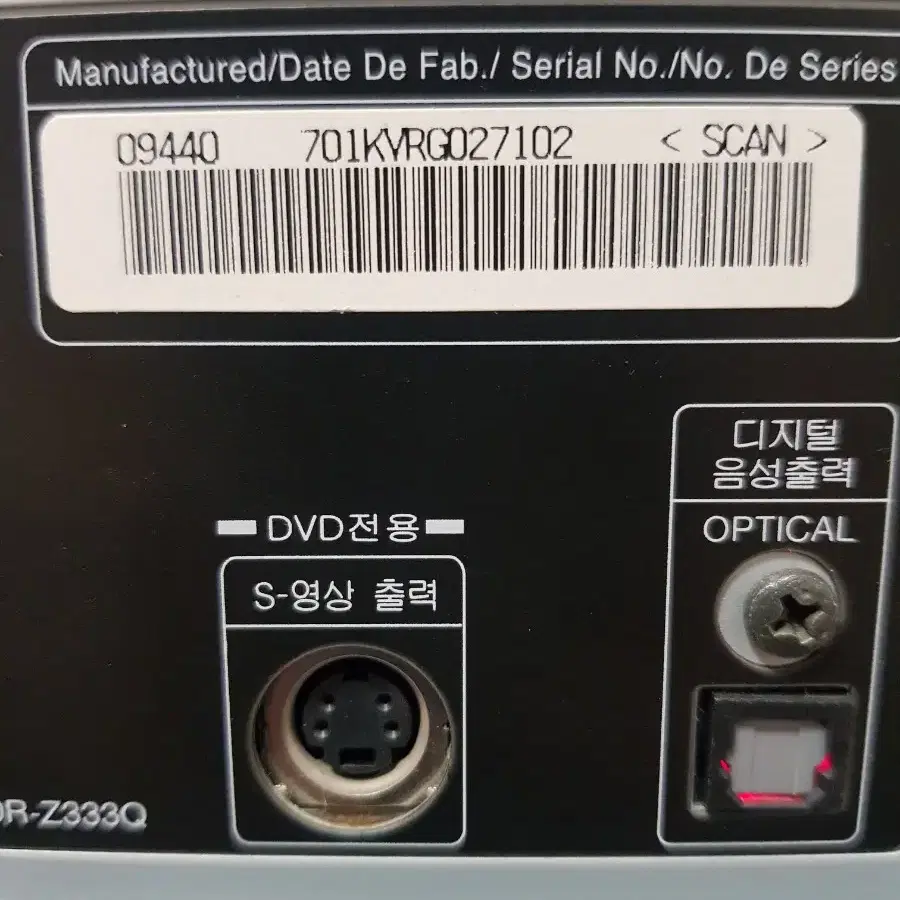 Manufactured/Date De Fab./ Serial No./No. De Series
09440 701KVRG027102 < SCAN >
디지털
음성출력
OPTICAL
DVD전용
S-영상 출력
R-Z333Q